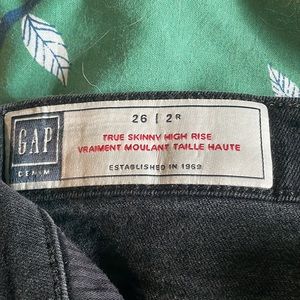 GAP
DENIM
26 | 2R
TRUE SKINNY HIGH RISE
VRAIMENT MOULANT TAILLE HAUTE
ESTABLISHED IN 1969